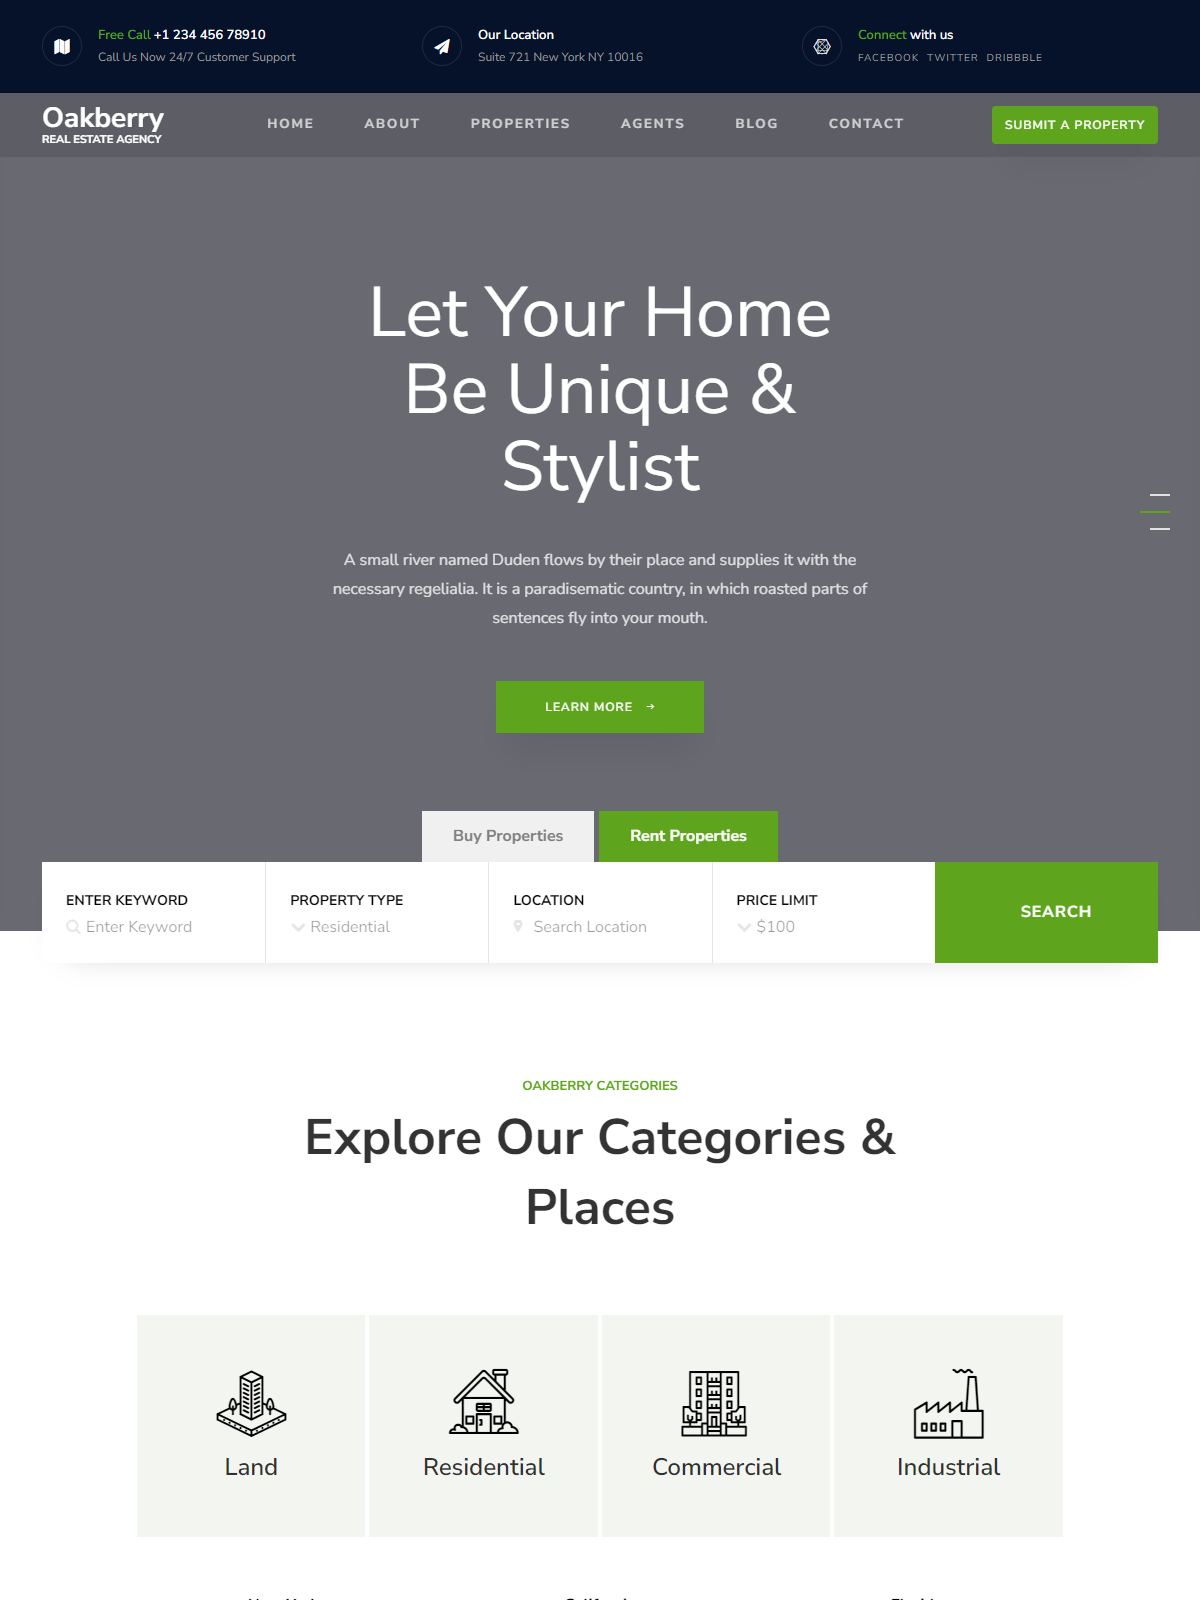 Free Call +1 234 456 78910
Call Us Now 24/7 Customer Support
Our Location
Suite 721 New York NY 10016
Connect with us
FACEBOOK TWITTER DRIBBBLE
Oakberry
REAL ESTATE AGENCY
HOME
ABOUT
PROPERTIES
AGENTS
BLOG
CONTACT
SUBMIT A PROPERTY
Let Your Home
Be Unique &
Stylist
A small river named Duden flows by their place and supplies it with the
necessary regelialia. It is a paradisematic country, in which roasted parts of
sentences fly into your mouth.
LEARN MORE
Buy Properties
Rent Properties
ENTER KEYWORD
Enter Keyword
PROPERTY TYPE
Residential
LOCATION
Search Location
PRICE LIMIT
$100
SEARCH
OAKBERRY CATEGORIES
Explore Our Categories &
Places
Land
Residential
Commercial
Industrial